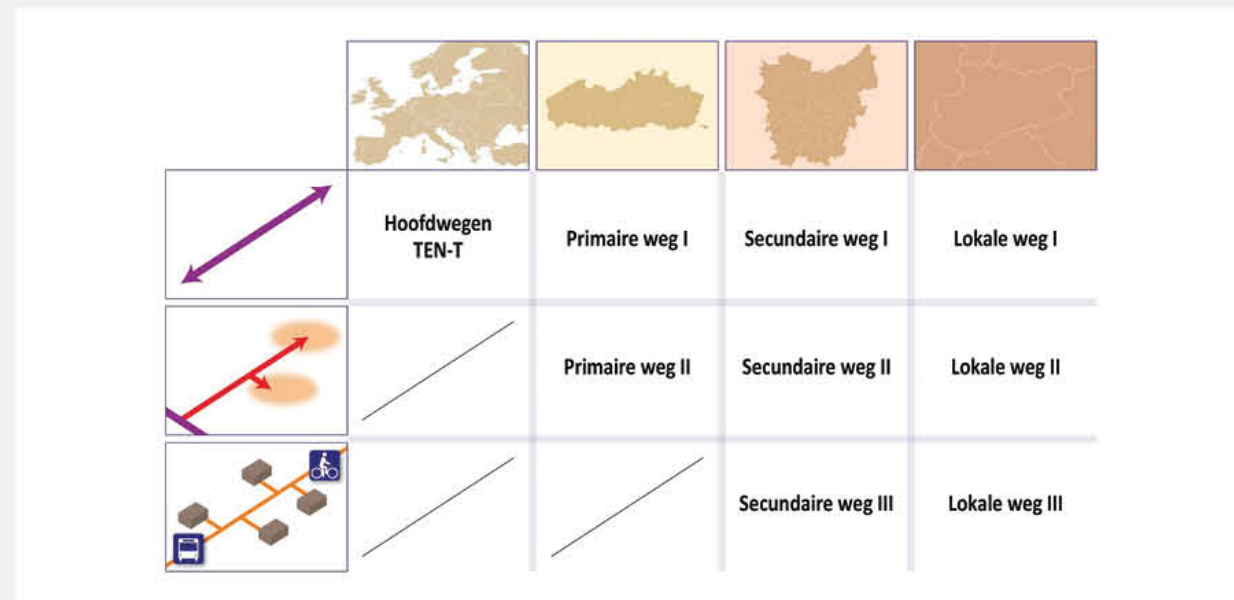 Hoofdwegen
TEN-T
Primaire weg I
Secundaire weg I
Lokale weg I
Primaire weg II
Secundaire weg II
Lokale weg II
Secundaire weg III
Lokale weg III